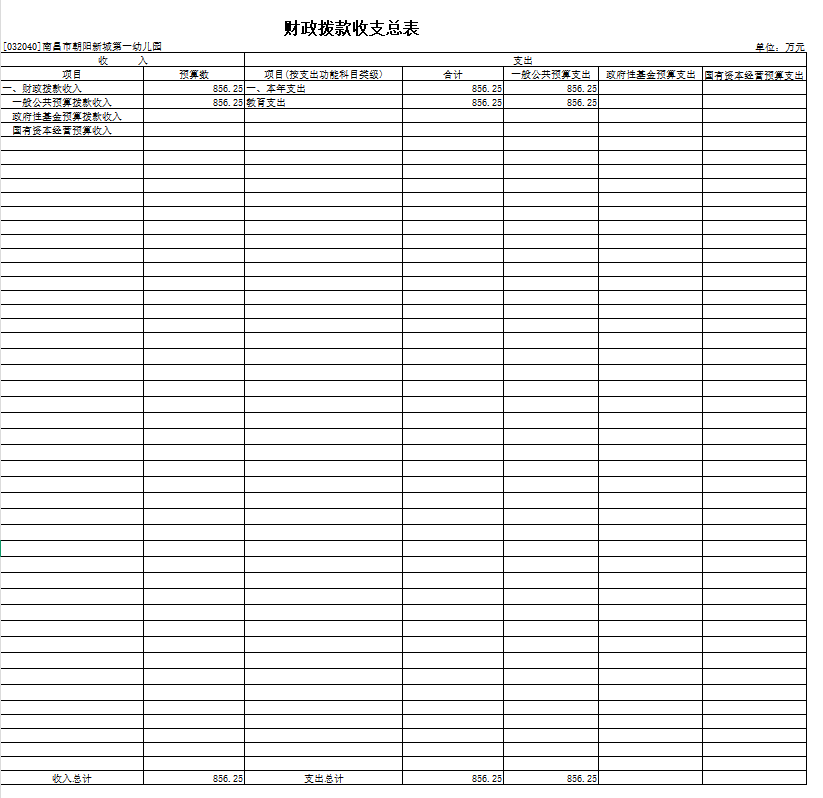 财政拨款收支总表
[032040]南昌市朝阳新城第一幼儿园 单位：万元
收 入 支出
项目 预算数 项目(按支出功能科目类级) 合计 一般公共预算支出 政府性基金预算支出 国有资本经营预算支出
一、财政拨款收入 856.25 一、本年支出 856.25 856.25
一般公共预算拨款收入 856.25 教育支出 856.25 856.25
政府性基金预算拨款收入
国有资本经营预算收入
收入总计 856.25 支出总计 856.25 856.25